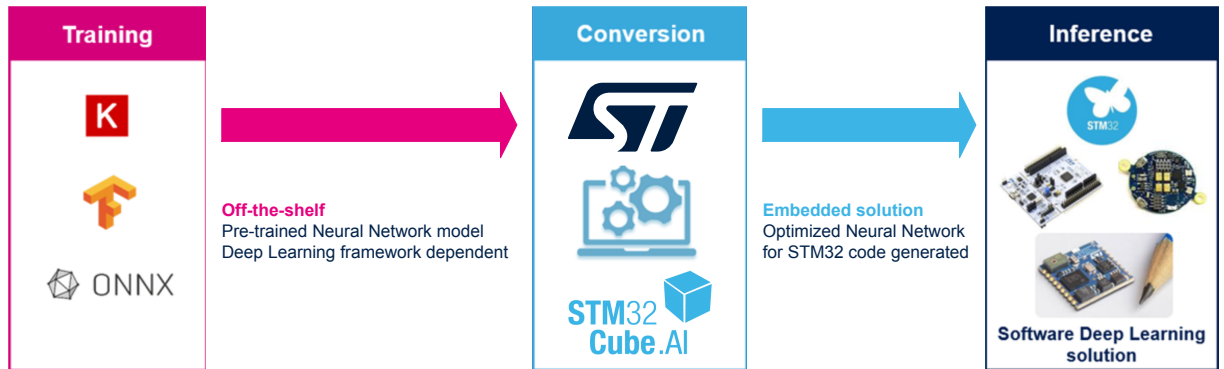 Training
K
ONNX
Off-the-shelf
Pre-trained Neural Network model
Deep Learning framework dependent
Conversion
ST
STM32
Cube.AI
Embedded solution
Optimized Neural Network
for STM32 code generated
Inference
STM32
Software Deep Learning
solution